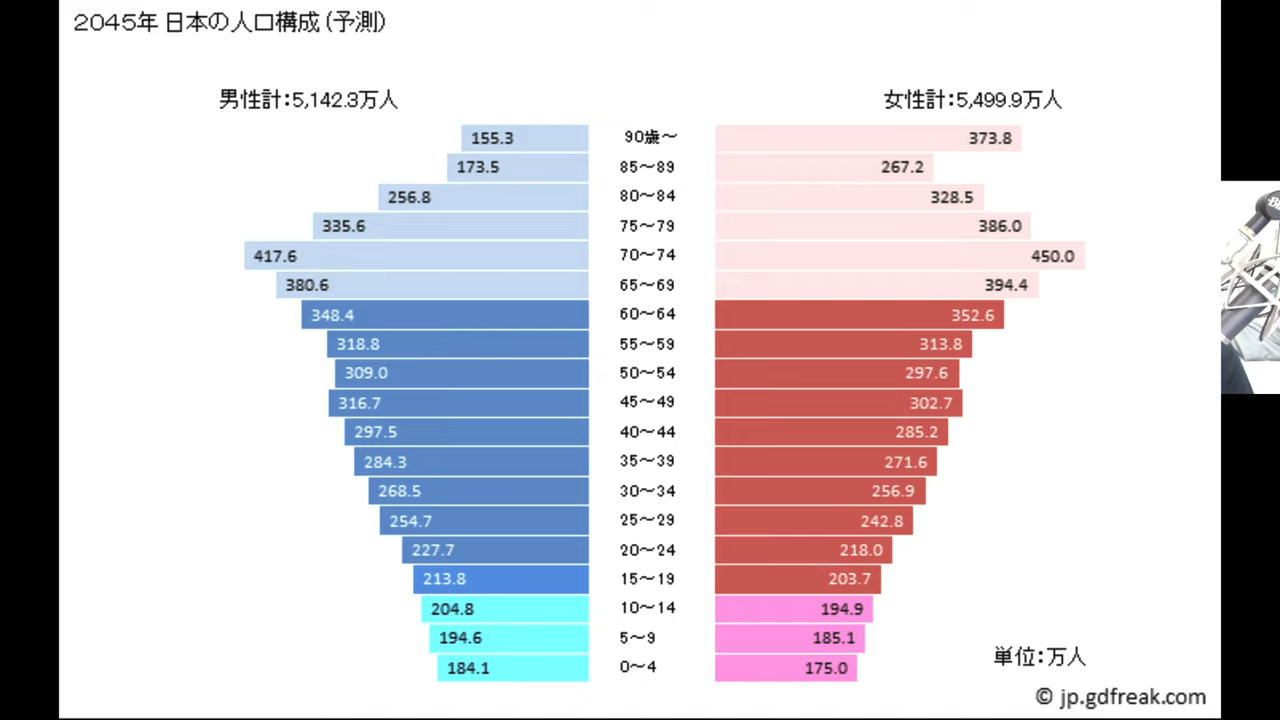 2045年 日本の人口構成(予測)
男性計:5,142.3万人 女性計:5,499.9万人
155.3 90歳～ 373.8
173.5 85～89 267.2
256.8 80～84 328.5
335.6 75～79 386.0
417.6 70～74 450.0
380.6 65～69 394.4
348.4 60～64 352.6
318.8 55～59 313.8
309.0 50～54 297.6
316.7 45～49 302.7
297.5 40～44 285.2
284.3 35～39 271.6
268.5 30～34 256.9
254.7 25～29 242.8
227.7 20～24 218.0
213.8 15～19 203.7
204.8 10～14 194.9
194.6 5～9 185.1
184.1 0～4 175.0
単位:万人
© jp.gdfreak.com